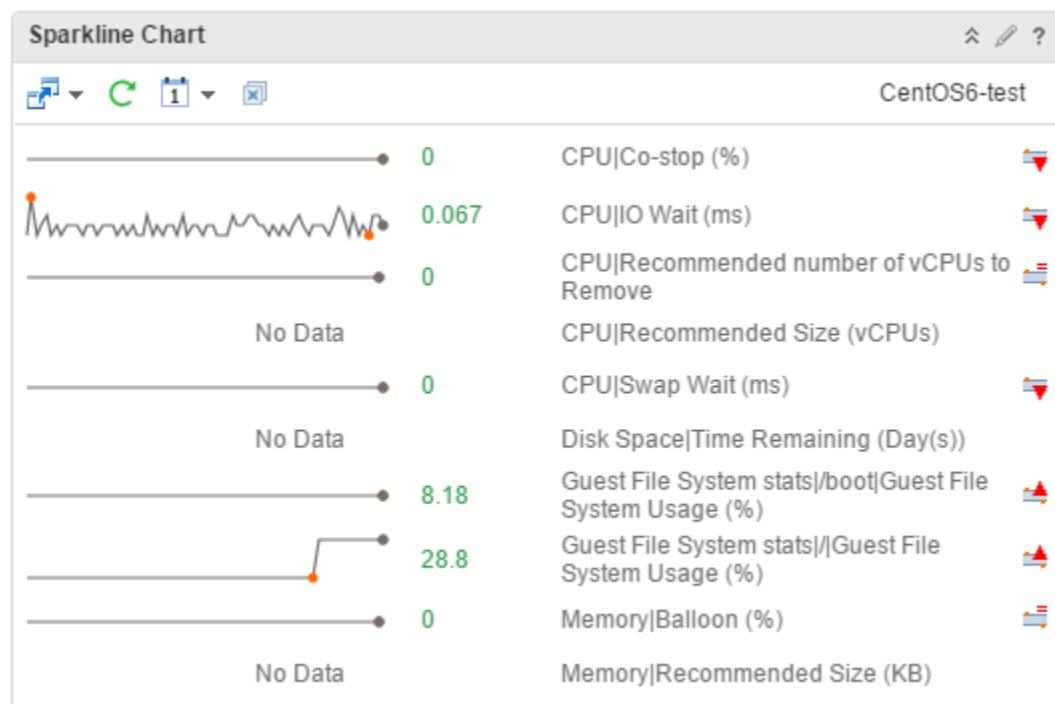 Sparkline Chart ?
1 CentOS6-test
0 CPU|Co-stop (%)
0.067 CPU|IO Wait (ms)
0 CPU|Recommended number of vCPUs to
Remove
No Data CPU|Recommended Size (vCPUs)
0 CPU|Swap Wait (ms)
No Data Disk Space|Time Remaining (Day(s))
8.18 Guest File System stats|/boot|Guest File
System Usage (%)
28.8 Guest File System stats|/|Guest File
System Usage (%)
0 Memory|Balloon (%)
No Data Memory|Recommended Size (KB)